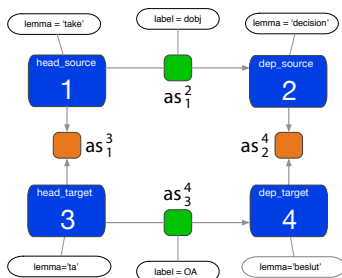 lemma = 'take'
label = dobj
lemma = 'decision'
head_source
1
dep_source
2
as 2 1
as 3 1
as 4 2
head_target
3
as 4 3
dep_target
4
lemma='ta'
label = OA
lemma='beslut'